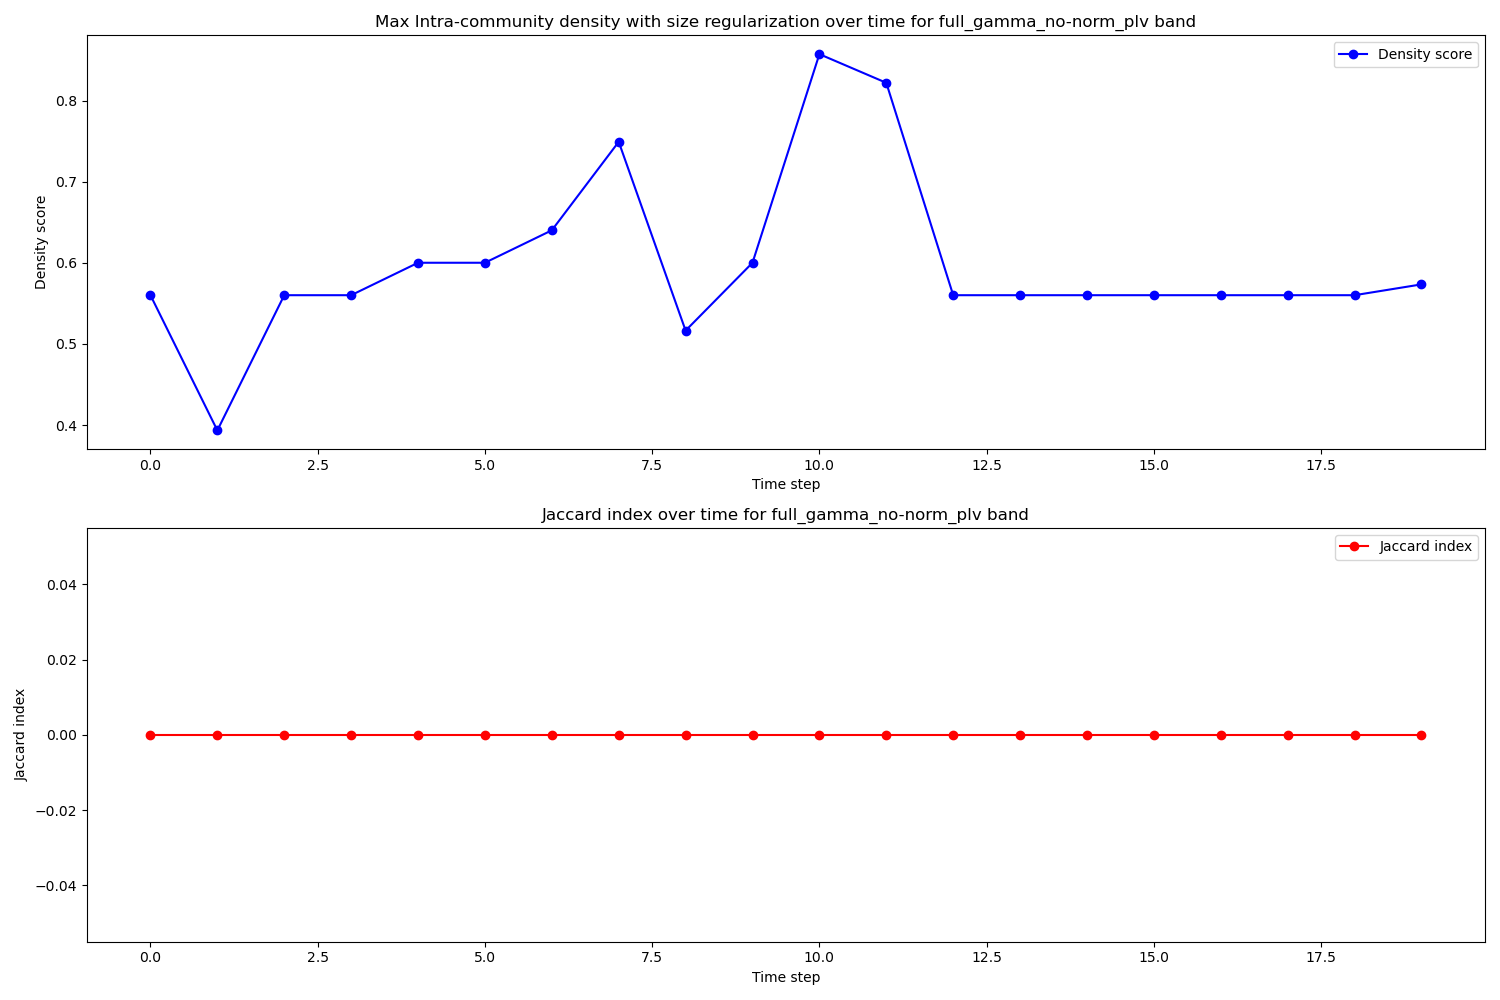 Max Intra-community density with size regularization over time for full_gamma_no-norm_plv band
Density score
0.8
0.7
0.6
0.5
0.4
Density score
0.0 2.5 5.0 7.5 10.0 12.5 15.0 17.5
Time step
Jaccard index over time for full_gamma_no-norm_plv band
Jaccard index
0.04
0.02
0.00
−0.02
−0.04
Jaccard index
0.0 2.5 5.0 7.5 10.0 12.5 15.0 17.5
Time step